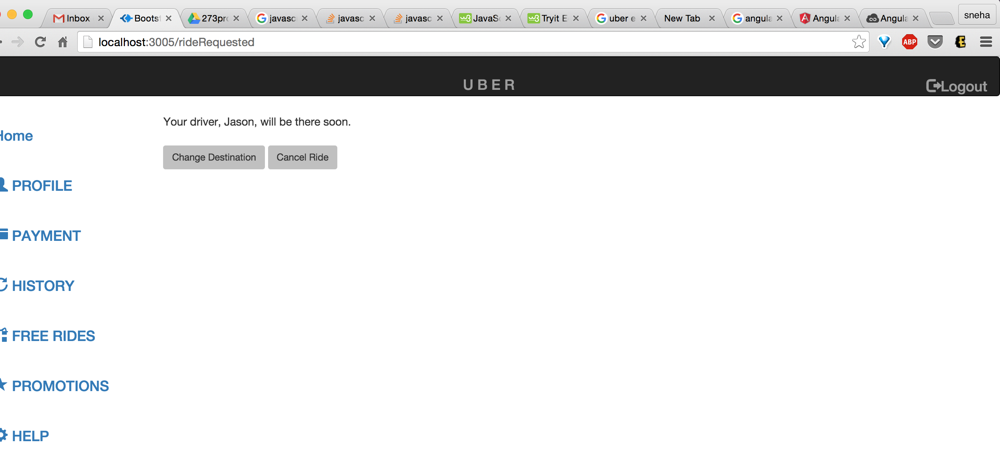 Inbox
Boots
273pro
javasc
javasc
javasc
JavaSc
Tryit E
uber e
New Tab
angula
Angula
Angula
sneha
localhost:3005/rideRequested
ABP
UBER
Logout
Your driver, Jason, will be there soon.
Home
Change Destination Cancel Ride
PROFILE
PAYMENT
HISTORY
FREE RIDES
PROMOTIONS
HELP